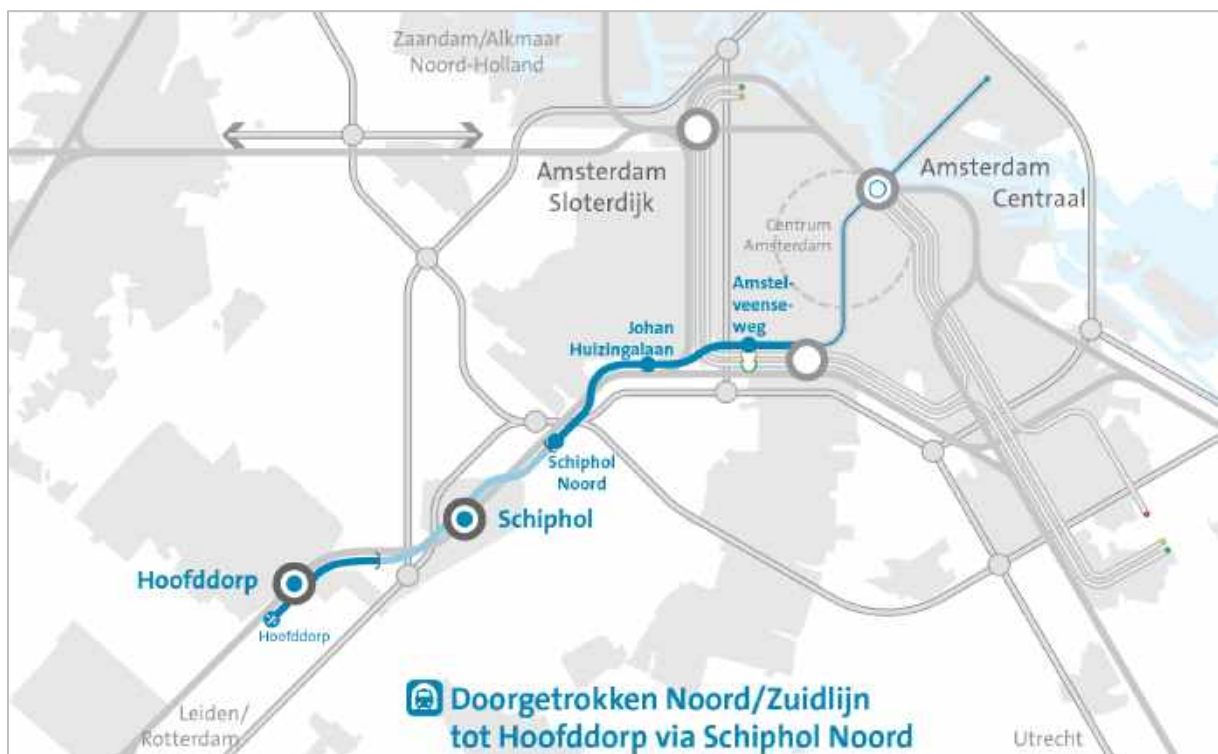 Zaandam/Alkmaar
Noord-Holland
Amsterdam
Sloterdijk
Amsterdam
Centraal
Centrum
Amsterdam
Amstel-
veense-
weg
Johan
Huizingalaan
Schiphol
Noord
Schiphol
Hoofddorp
Hoofddorp
Leiden/
Rotterdam
Doorgetrokken Noord/Zuidlijn
tot Hoofddorp via Schiphol Noord
Utrecht